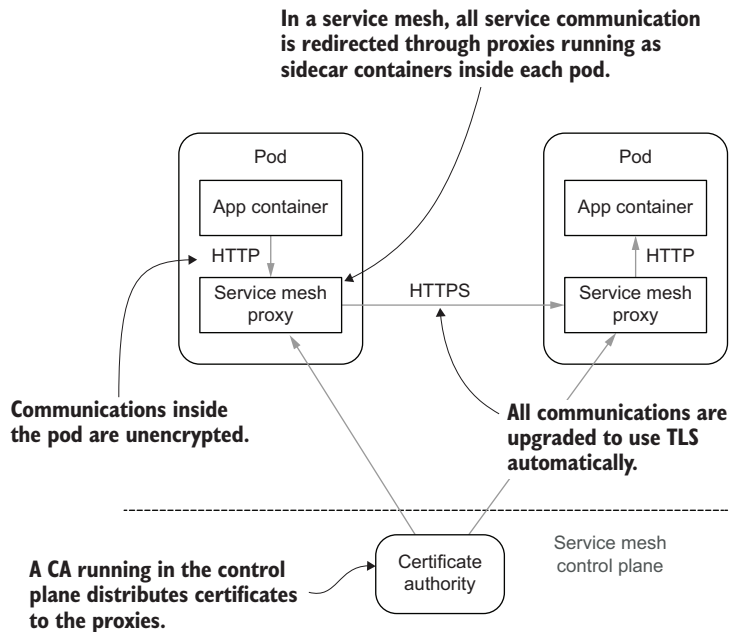 In a service mesh, all service communication
is redirected through proxies running as
sidecar containers inside each pod.
Pod
Pod
App container
App container
HTTP
HTTP
Service mesh
proxy
HTTPS
Service mesh
proxy
Communications inside
the pod are unencrypted.
All communications are
upgraded to use TLS
automatically.
Certificate
authority
Service mesh
control plane
A CA running in the control
plane distributes certificates
to the proxies.